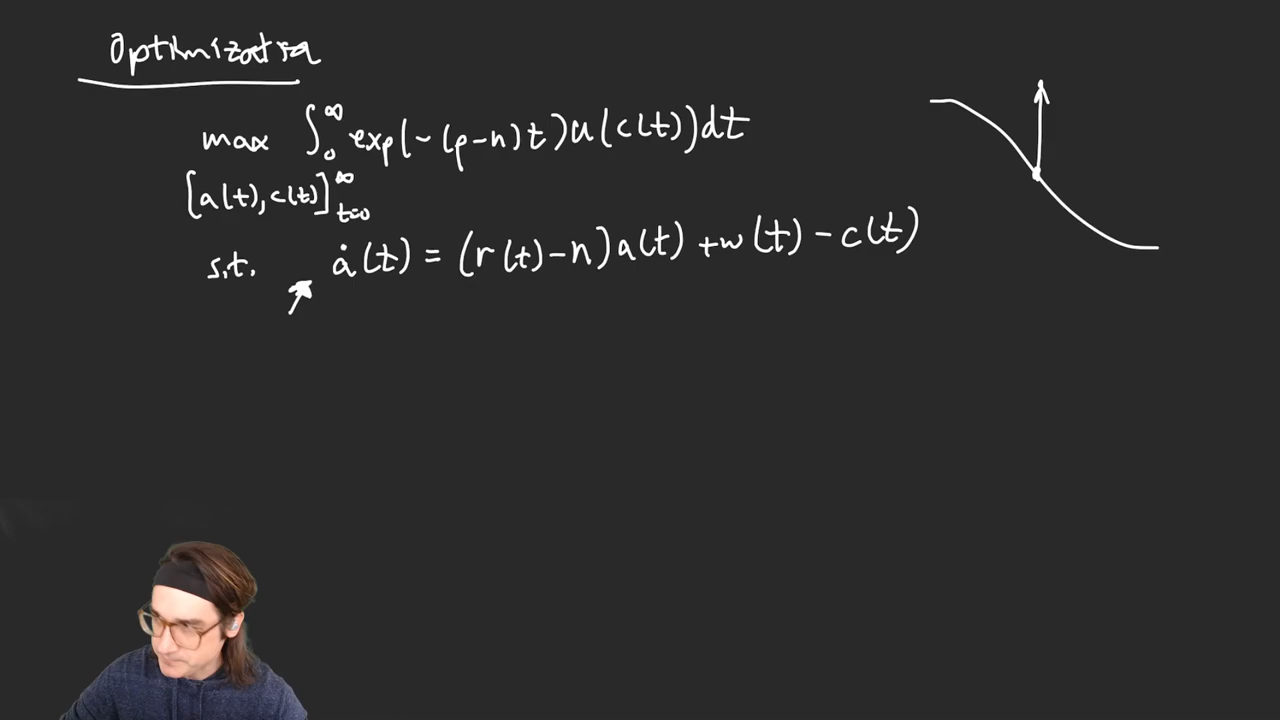 Optimization
max ∫₀^∞ exp(-(ρ-n)t)u(c(t))dt
[a(t),c(t)]_{t=0}^∞
s.t. ȧ(t) = (r(t)-n)a(t)+w(t)-c(t)